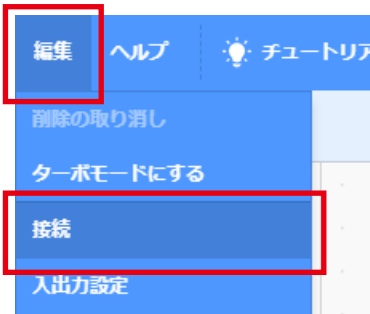 編集 ヘルプ チュートリア
削除の取り消し
ターボモードにする
接続
入出力設定